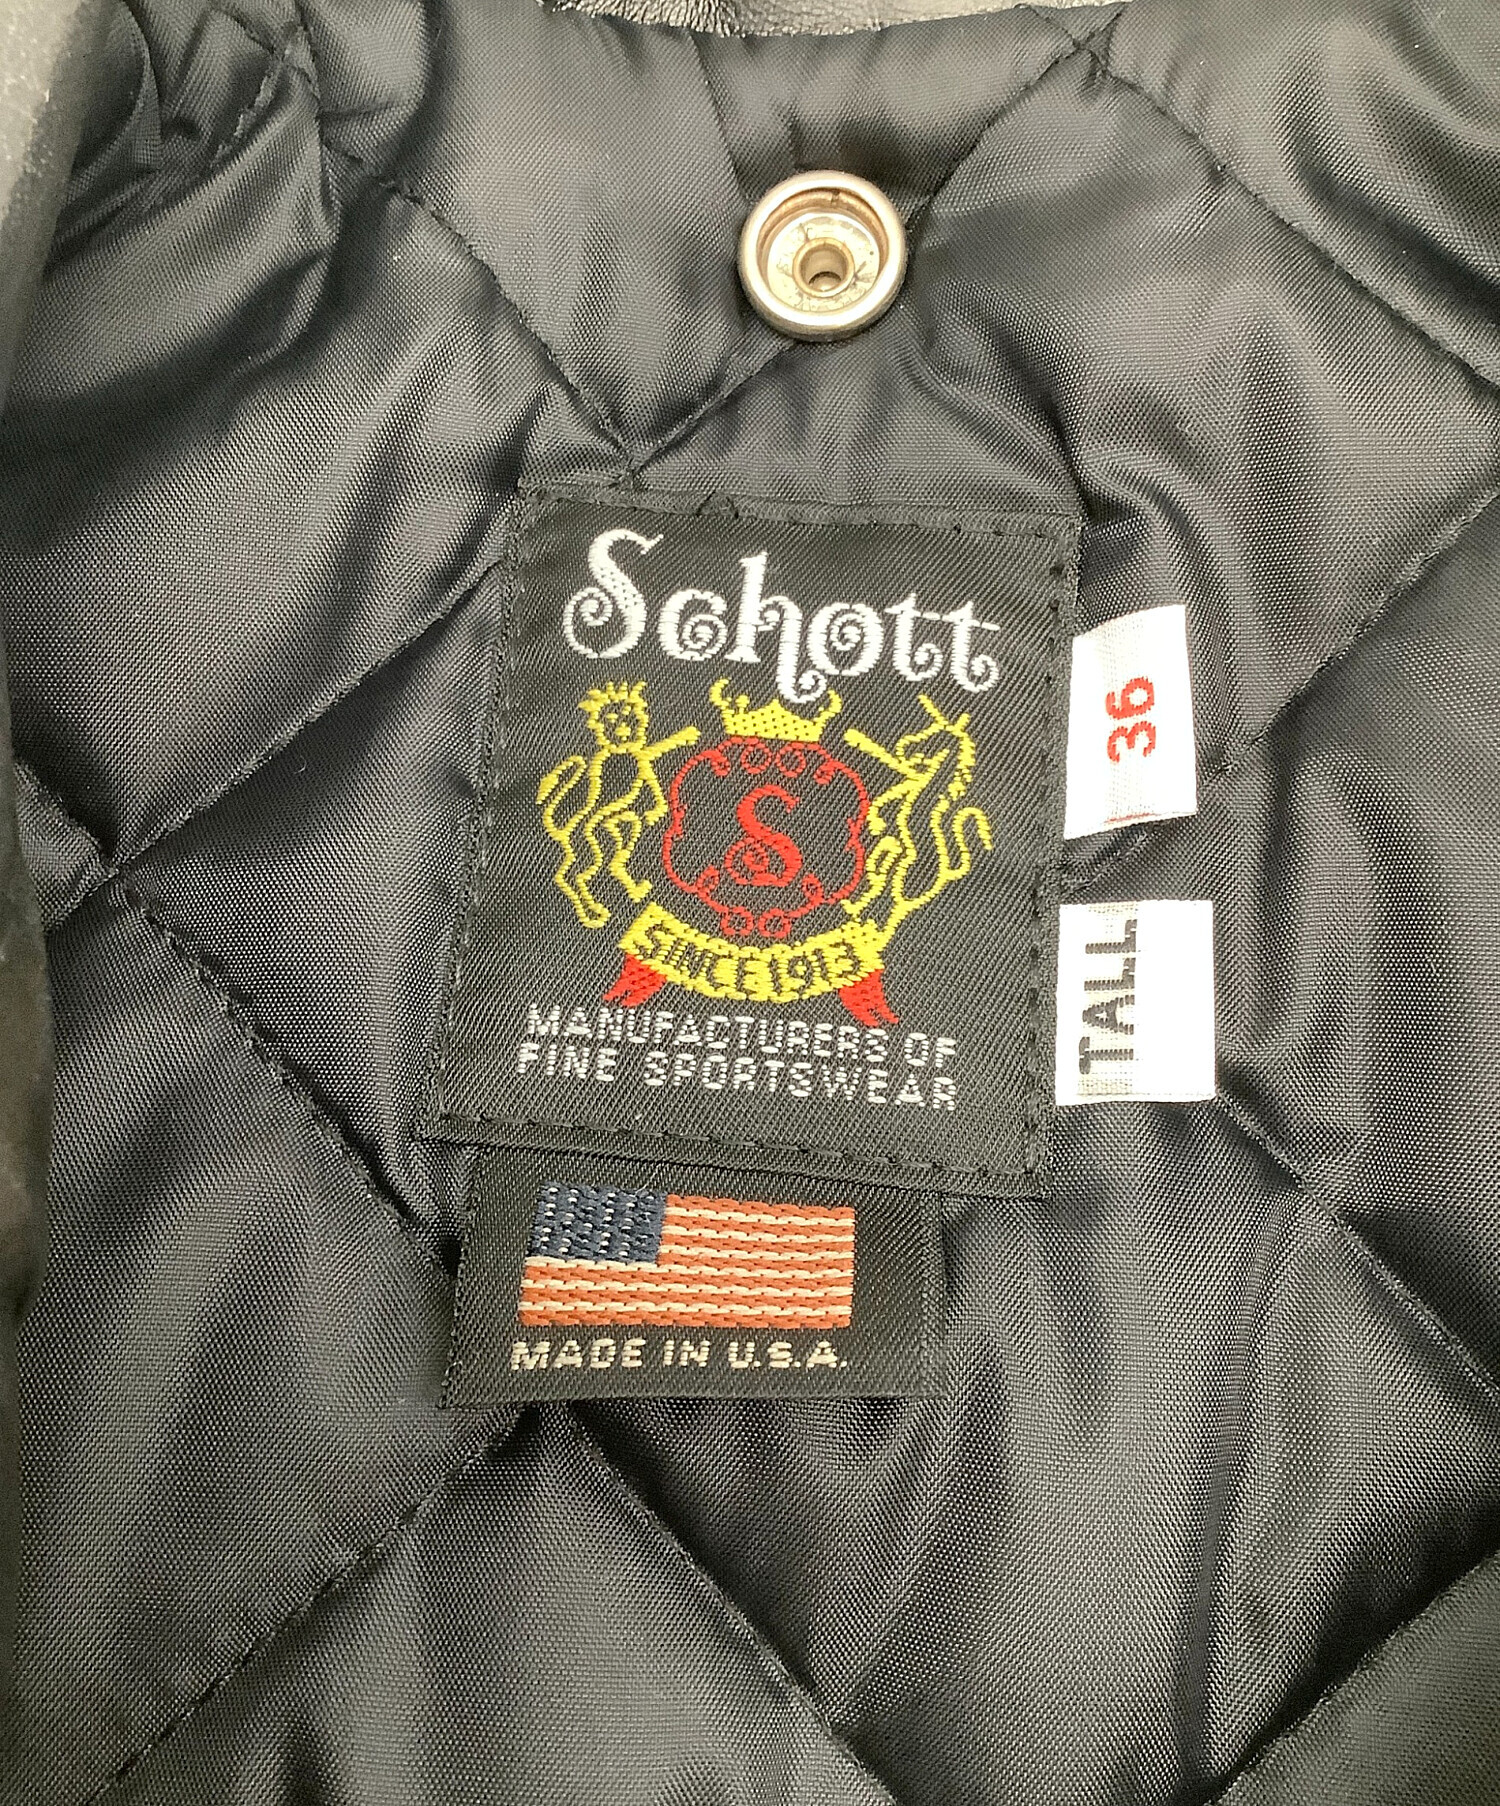 Schott
S
SINCE 1913
MANUFACTURERS OF
FINE SPORTSWEAR
MADE IN U.S.A.
36
TALL